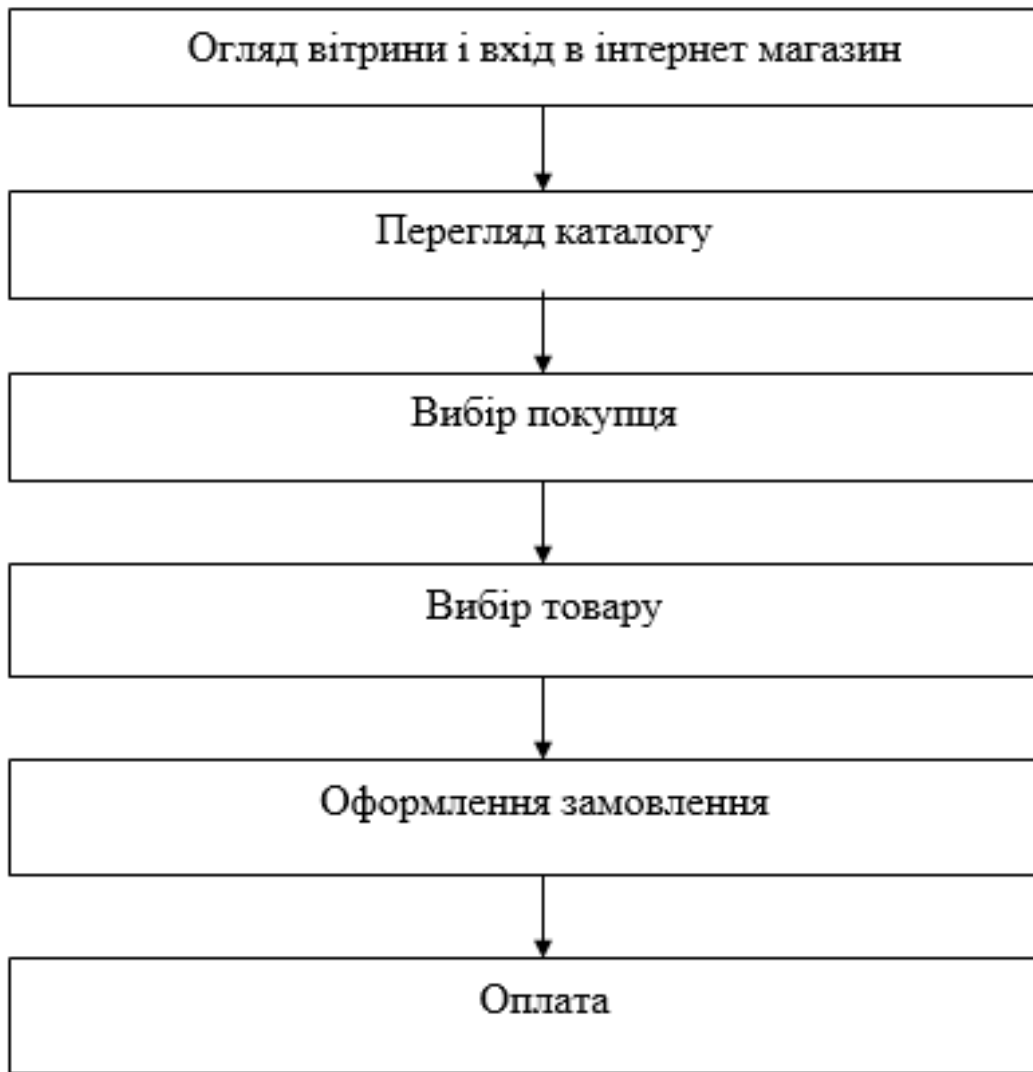 Огляд вітрини і вхід в інтернет магазин
Перегляд каталогу
Вибір покупця
Вибір товару
Оформлення замовлення
Оплата